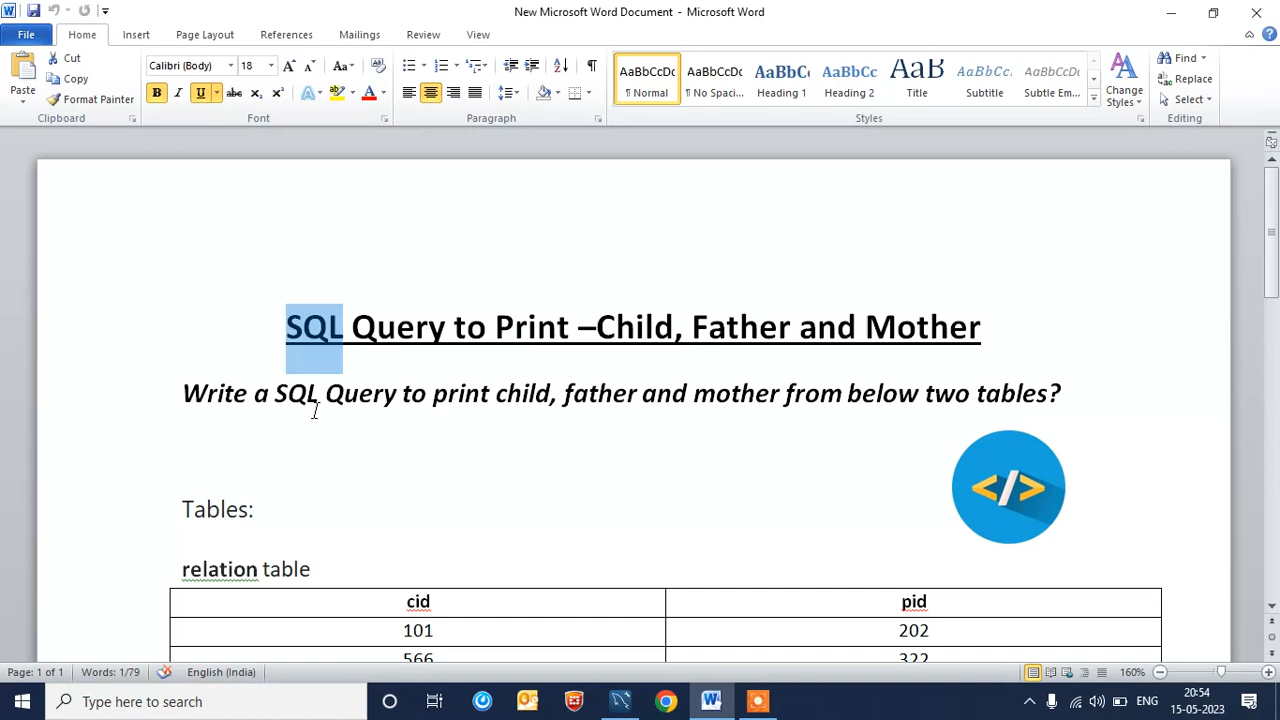 New Microsoft Word Document - Microsoft Word
File Home Insert Page Layout References Mailings Review View
Paste
Cut
Copy
Format Painter
Clipboard
Calibri (Body) 18
Font
Paragraph
AaBbCcDc
¶ Normal
AaBbCcDc
¶ No Spaci...
AaBbC
Heading 1
AaBbCc
Heading 2
AaB
Title
AaBbCc.
Subtitle
AaBbCcDc
Subtle Em...
Change
Styles
Styles
Find
Replace
Select
Editing
SQL Query to Print –Child, Father and Mother
Write a SQL Query to print child, father and mother from below two tables?
</>
Tables:
relation table
cid pid
101 202
566 322
Page: 1 of 1 Words: 1/79 English (India) 160%
Type here to search
ENG
20:54
15-05-2023